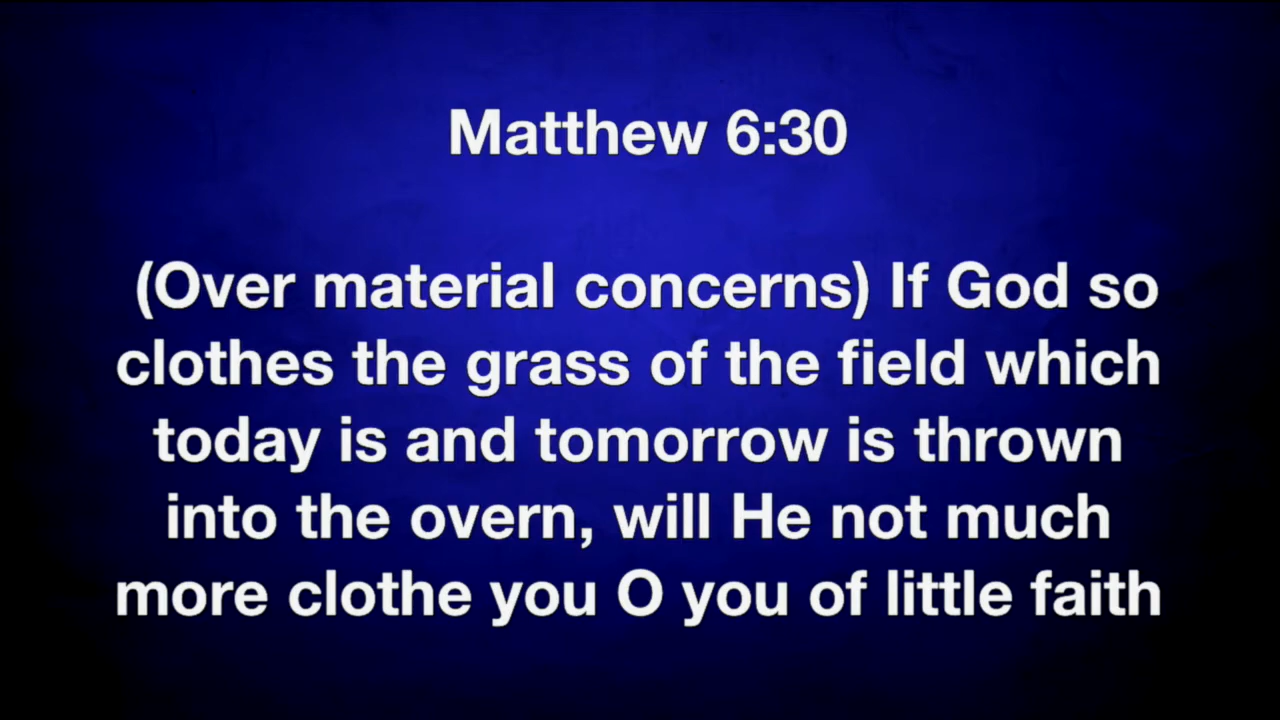 Matthew 6:30
(Over material concerns) If God so
clothes the grass of the field which
today is and tomorrow is thrown
into the overn, will He not much
more clothe you O you of little faith